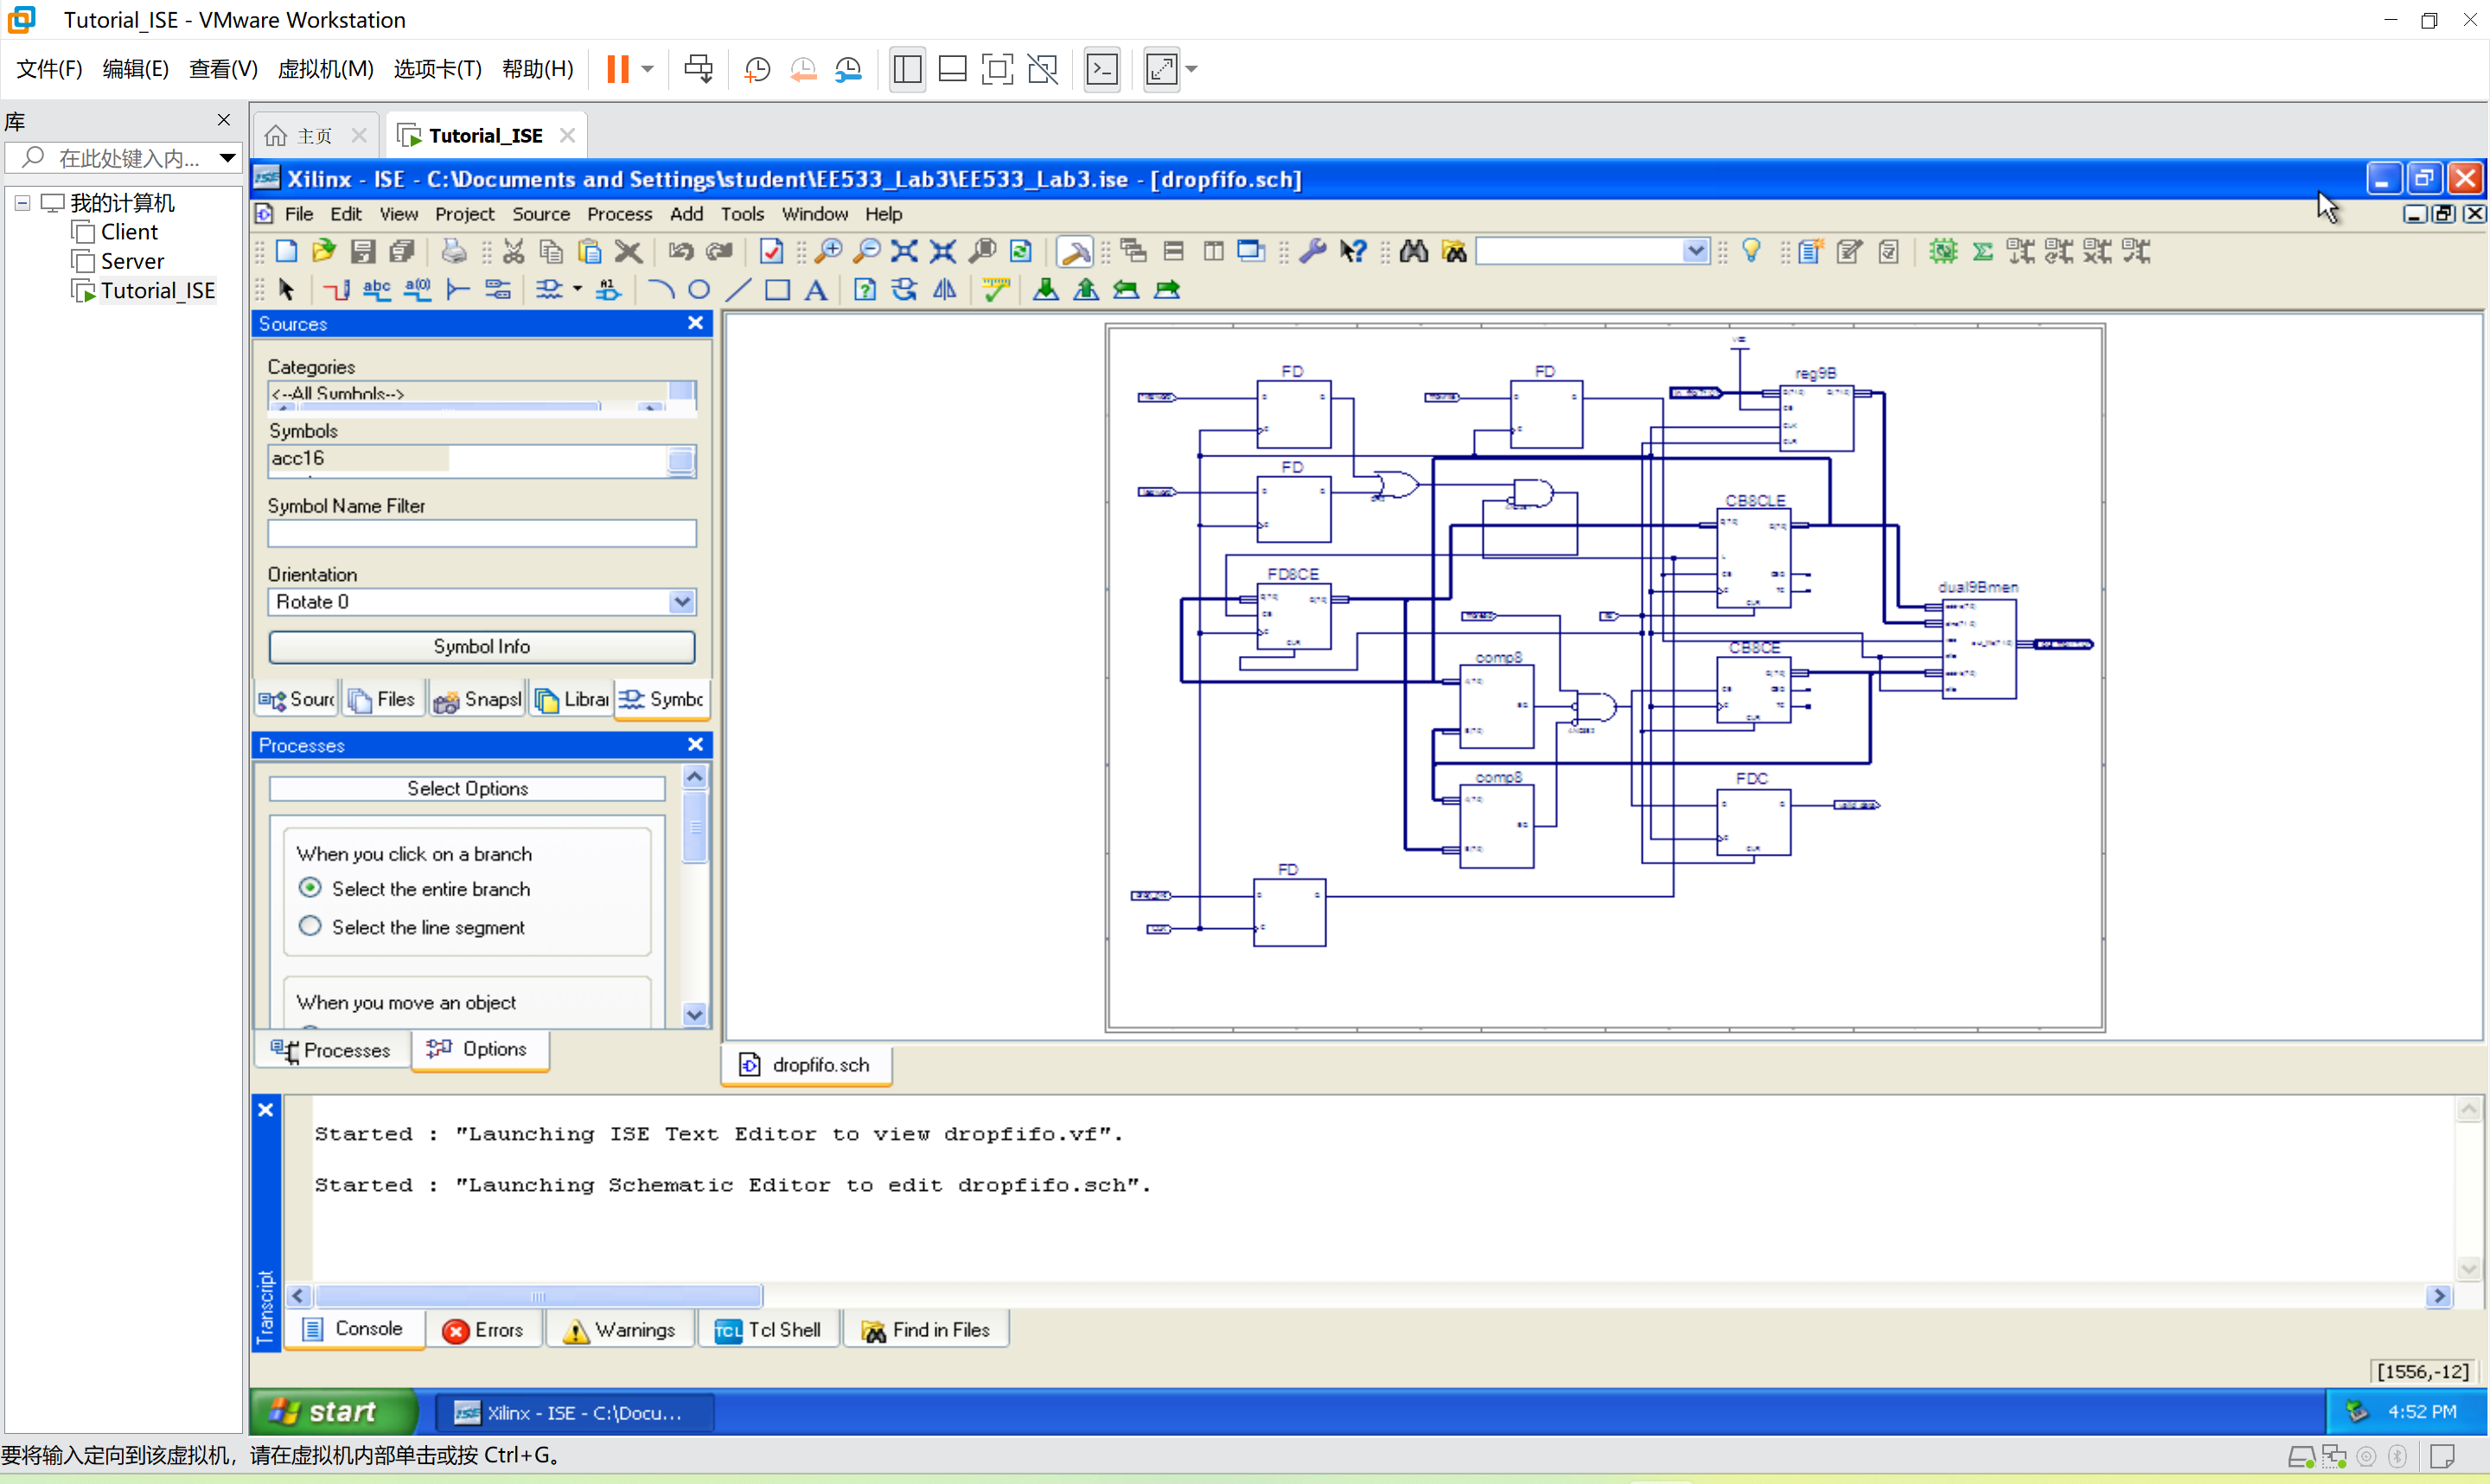 Tutorial_ISE - VMware Workstation
文件(F) 编辑(E) 查看(V) 虚拟机(M) 选项卡(T) 帮助(H)
库
在此处键入内...
我的计算机
Client
Server
Tutorial_ISE
主页
Tutorial_ISE
Xilinx - ISE - C:\Documents and Settings\student\EE533_Lab3\EE533_Lab3.ise - [dropfifo.sch]
File Edit View Project Source Process Add Tools Window Help
Sources
Categories
<--All Symbols-->
Symbols
acc16
Symbol Name Filter
Orientation
Rotate 0
Symbol Info
Sourc Files Snapsl Librar Symbc
Processes
Select Options
When you click on a branch
Select the entire branch
Select the line segment
When you move an object
Processes Options
FD
FD
reg9B
FD
CB8CLE
FD8CE
dual9Bmen
CB8CE
comp8
comp8
FDC
FD
dropfifo.sch
Transcript
Started : "Launching ISE Text Editor to view dropfifo.vf".
Started : "Launching Schematic Editor to edit dropfifo.sch".
Console Errors Warnings Tcl Shell Find in Files
[1556,-12]
start
Xilinx - ISE - C:\Docu...
4:52 PM
要将输入定向到该虚拟机，请在虚拟机内部单击或按 Ctrl+G。